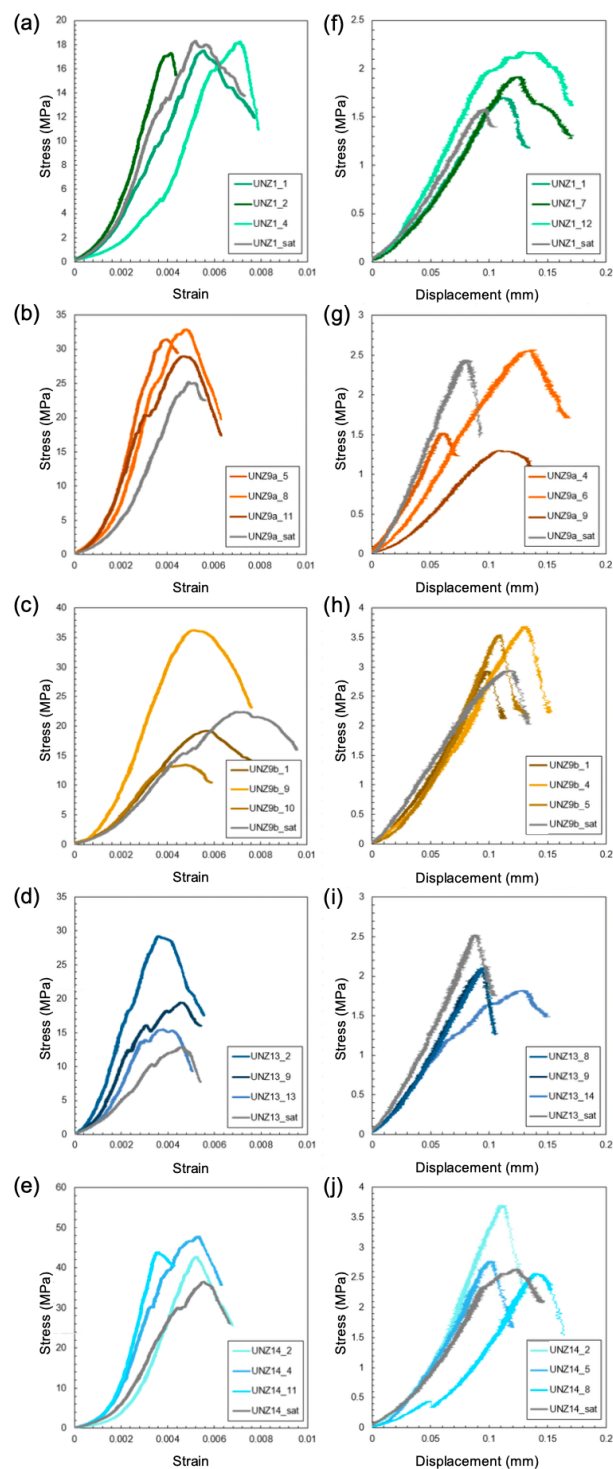 (a)
Stress (MPa)
20
18
16
14
12
10
8
6
4
2
0
0
0.002
0.004
0.006
0.008
0.01
Strain
UNZ1_1
UNZ1_2
UNZ1_4
UNZ1_sat
(f)
Stress (MPa)
2.5
2
1.5
1
0.5
0
0
0.05
0.1
0.15
0.2
Displacement (mm)
UNZ1_1
UNZ1_7
UNZ1_12
UNZ1_sat
(b)
Stress (MPa)
35
30
25
20
15
10
5
0
0
0.002
0.004
0.006
0.008
0.01
Strain
UNZ9a_5
UNZ9a_8
UNZ9a_11
UNZ9a_sat
(g)
Stress (MPa)
3
2.5
2
1.5
1
0.5
0
0
0.05
0.1
0.15
0.2
Displacement (mm)
UNZ9a_4
UNZ9a_6
UNZ9a_9
UNZ9a_sat
(c)
Stress (MPa)
40
35
30
25
20
15
10
5
0
0
0.002
0.004
0.006
0.008
0.01
Strain
UNZ9b_1
UNZ9b_9
UNZ9b_10
UNZ9b_sat
(h)
Stress (MPa)
4
3.5
3
2.5
2
1.5
1
0.5
0
0
0.05
0.1
0.15
0.2
Displacement (mm)
UNZ9b_1
UNZ9b_4
UNZ9b_5
UNZ9b_sat
(d)
Stress (MPa)
35
30
25
20
15
10
5
0
0
0.002
0.004
0.006
0.008
0.01
Strain
UNZ13_2
UNZ13_9
UNZ13_13
UNZ13_sat
(i)
Stress (MPa)
3
2.5
2
1.5
1
0.5
0
0
0.05
0.1
0.15
0.2
Displacement (mm)
UNZ13_8
UNZ13_9
UNZ13_14
UNZ13_sat
(e)
Stress (MPa)
60
50
40
30
20
10
0
0
0.002
0.004
0.006
0.008
0.01
Strain
UNZ14_2
UNZ14_4
UNZ14_11
UNZ14_sat
(j)
Stress (MPa)
4
3.5
3
2.5
2
1.5
1
0.5
0
0
0.05
0.1
0.15
0.2
Displacement (mm)
UNZ14_2
UNZ14_5
UNZ14_8
UNZ14_sat